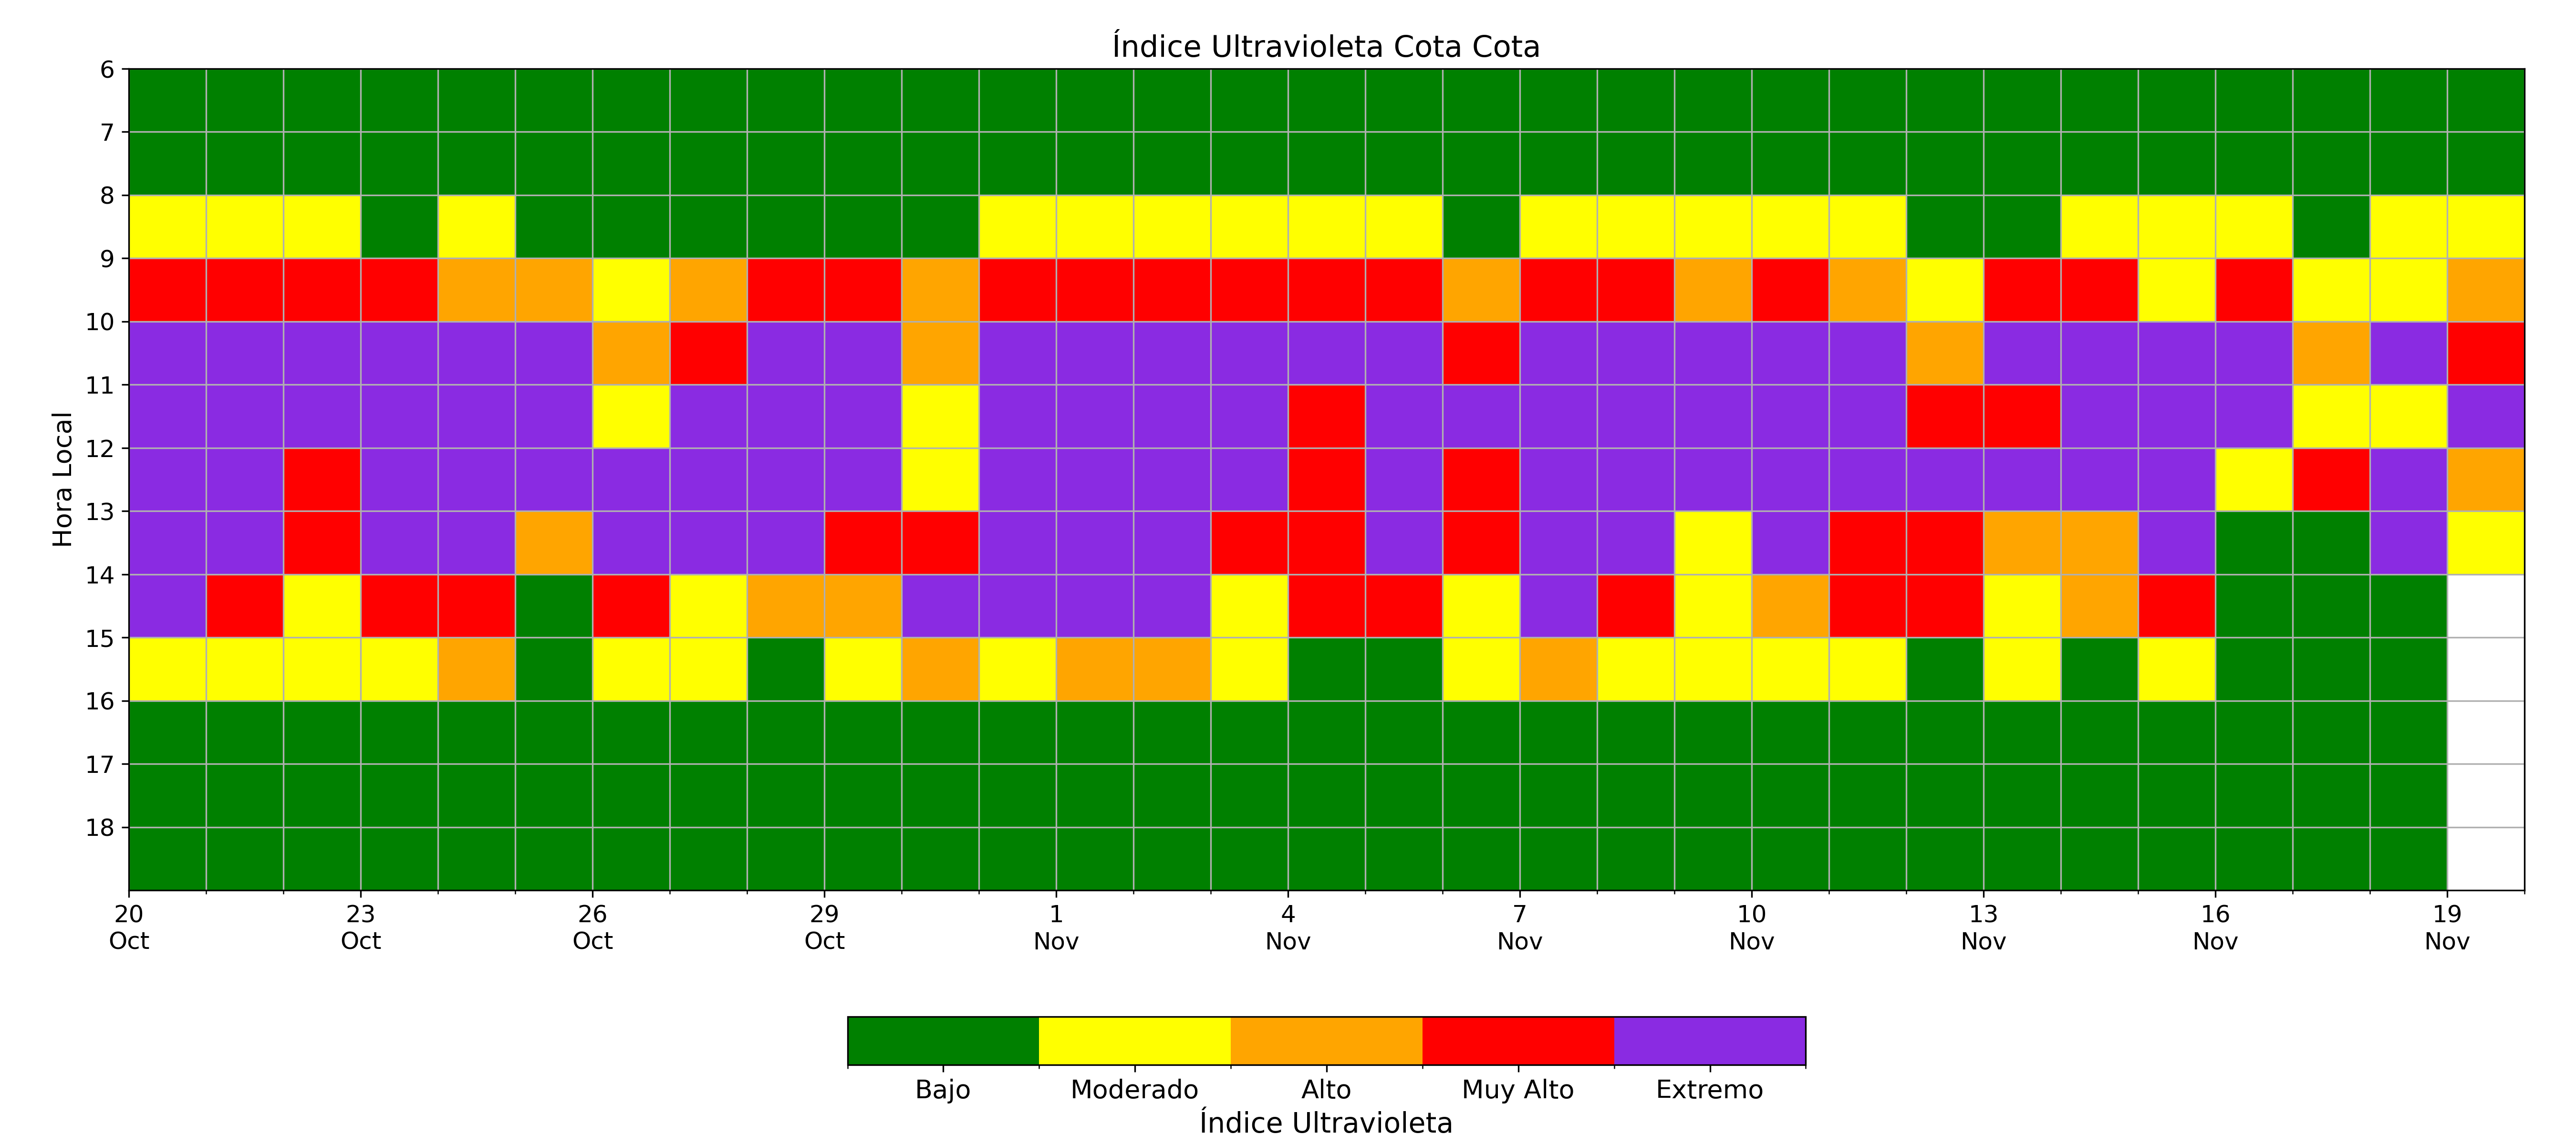 Índice Ultravioleta Cota Cota
Hora Local
6
7
8
9
10
11
12
13
14
15
16
17
18
20 23 26 29 1 4 7 10 13 16 19
Oct Oct Oct Oct Nov Nov Nov Nov Nov Nov Nov
Bajo Moderado Alto Muy Alto Extremo
Índice Ultravioleta